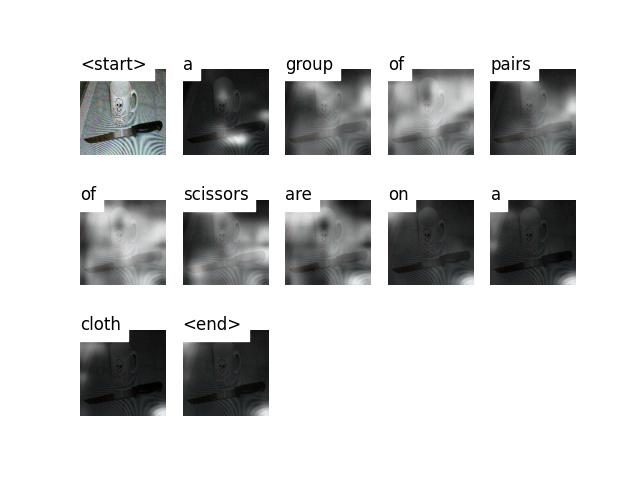 <start> a group of pairs
of scissors are on a
cloth <end>